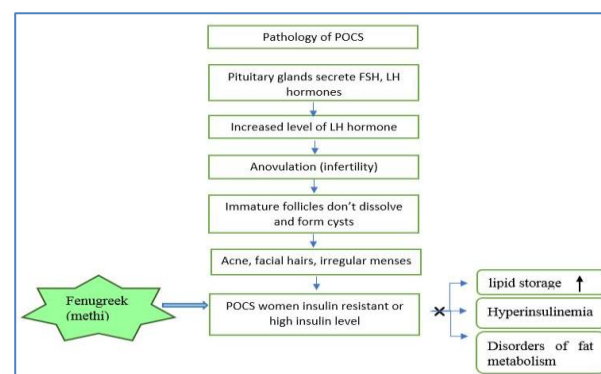 Pathology of POCS
Pituitary glands secrete FSH, LH
hormones
Increased level of LH hormone
Anovulation (infertility)
Immature follicles don't dissolve
and form cysts
Acne, facial hairs, irregular menses
Fenugreek
(methi)
POCS women insulin resistant or
high insulin level
lipid storage
Hyperinsulinemia
Disorders of fat
metabolism